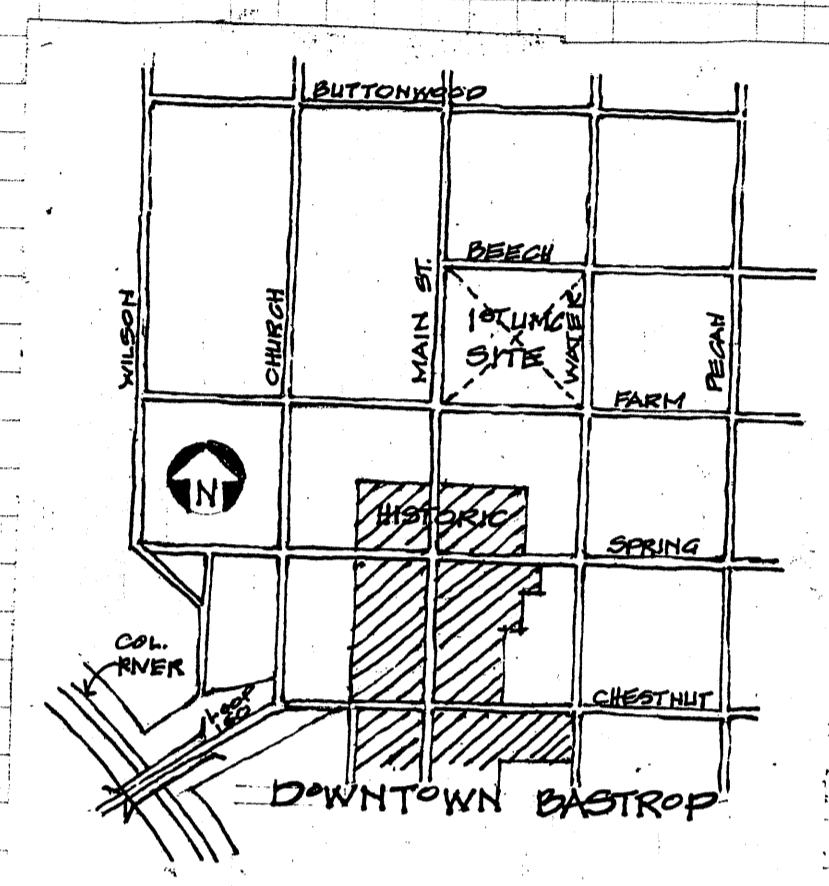 BUTTONWOOD
BEECH
WILSON
CHURCH
MAIN ST.
1ST UMC
SITE
WATER
PECAN
FARM
N
HISTORIC
SPRING
COL.
RIVER
LOOP
150
CHESTNUT
DOWNTOWN BASTROP